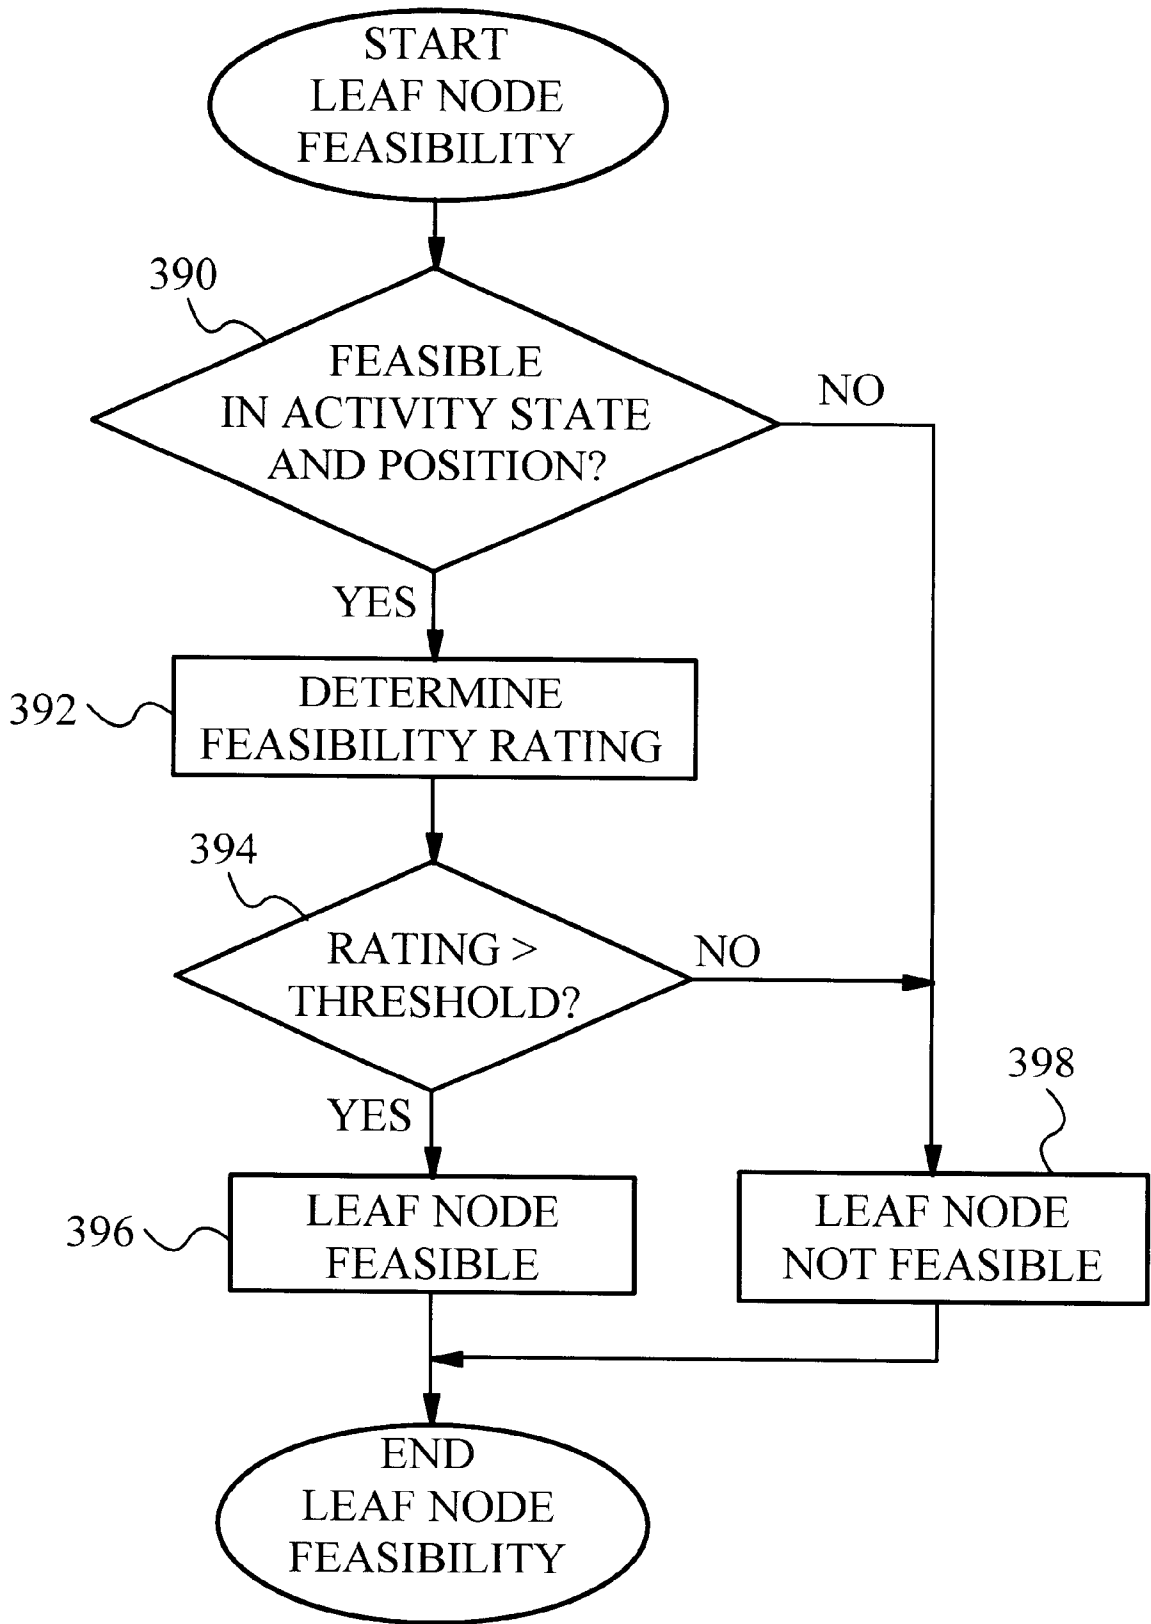 START
LEAF NODE
FEASIBILITY
390
FEASIBLE
IN ACTIVITY STATE
AND POSITION?
NO
YES
392
DETERMINE
FEASIBILITY RATING
394
RATING >
THRESHOLD?
NO
YES
398
396
LEAF NODE
FEASIBLE
LEAF NODE
NOT FEASIBLE
END
LEAF NODE
FEASIBILITY